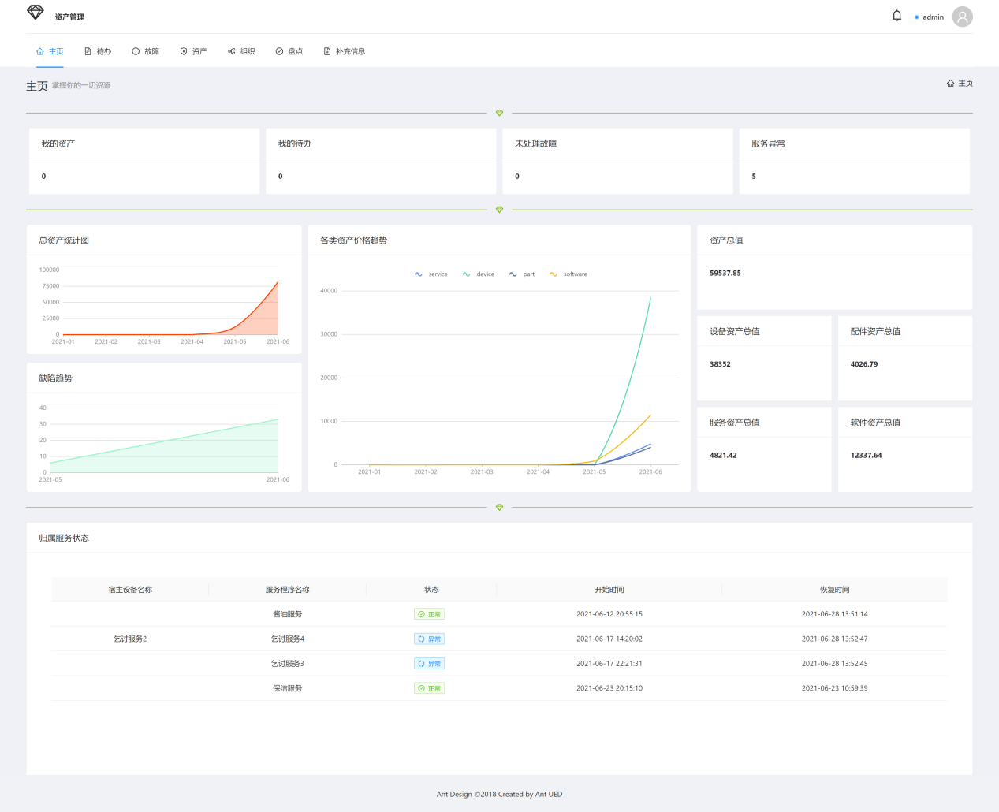 资产管理
admin
主页 待办 故障 资产 组织 盘点 补充信息
主页 掌握你的一切资源
主页
我的资产 我的待办 未处理故障 服务异常
0 0 0 5
总资产统计图
100000
75000
50000
25000
0
2021-01 2021-02 2021-03 2021-04 2021-05 2021-06
缺陷趋势
40
30
20
10
0
2021-05 2021-06
各类资产价格趋势
service device part software
40000
30000
20000
10000
0
2021-01 2021-02 2021-03 2021-04 2021-05 2021-06
资产总值
59537.85
设备资产总值 配件资产总值
38352 4026.79
服务资产总值 软件资产总值
4821.42 12337.64
归属服务状态
宿主设备名称 服务程序名称 状态 开始时间 恢复时间
酱油服务 正常 2021-06-12 20:55:15 2021-06-28 13:51:14
乞讨服务2 乞讨服务4 异常 2021-06-17 14:20:02 2021-06-28 13:52:47
乞讨服务3 异常 2021-06-17 22:21:31 2021-06-28 13:52:45
保洁服务 正常 2021-06-23 20:15:10 2021-06-23 10:59:39
Ant Design ©2018 Created by Ant UED